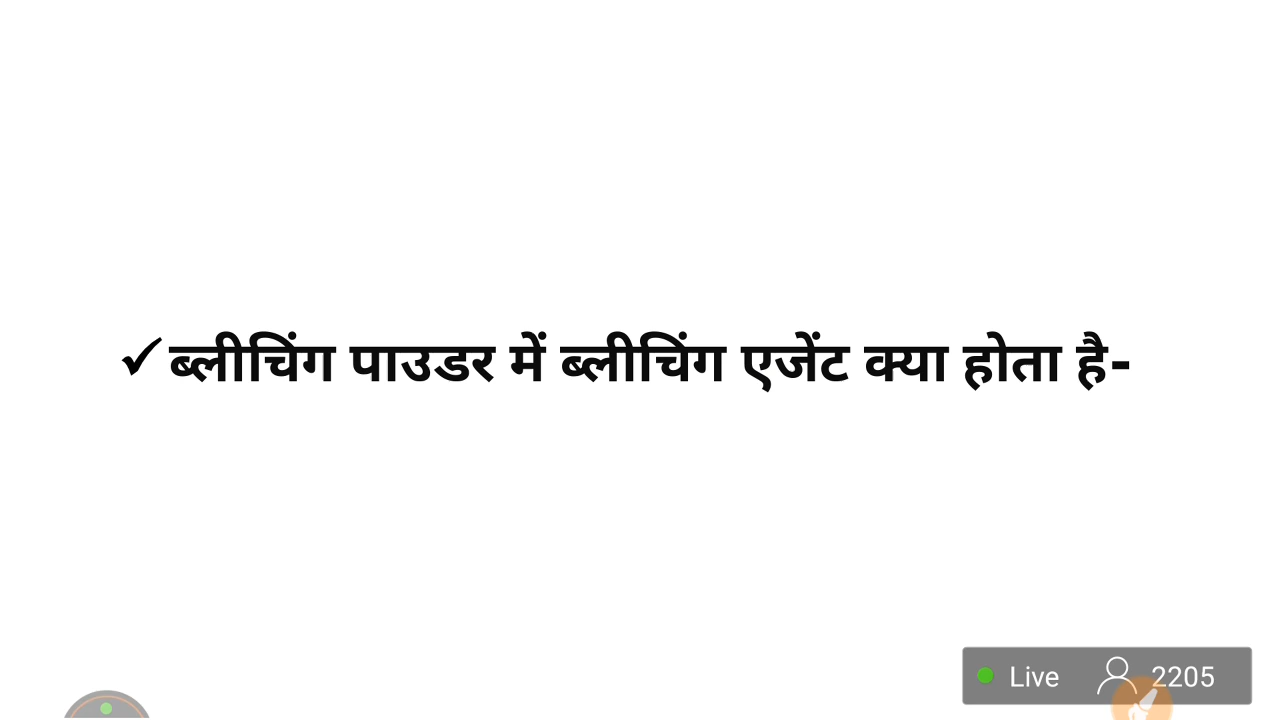 ✓ब्लीचिंग पाउडर में ब्लीचिंग एजेंट क्या होता है-
Live 2205